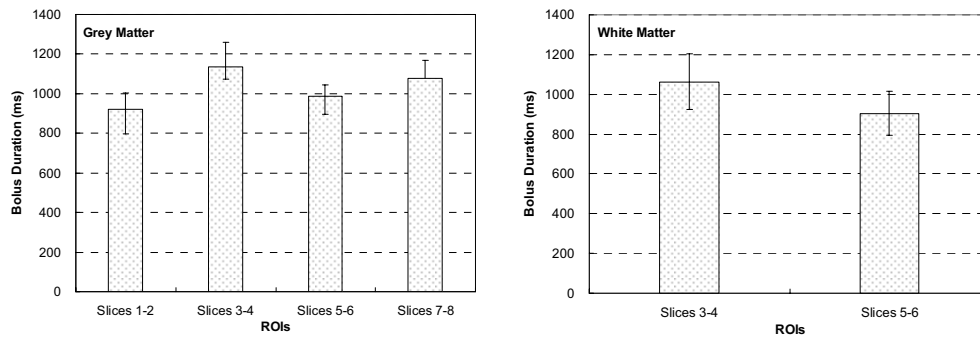 Grey Matter
Bolus Duration (ms)
1400
1200
1000
800
600
400
200
0
Slices 1-2 Slices 3-4 Slices 5-6 Slices 7-8
ROIs
White Matter
Bolus Duration (ms)
1400
1200
1000
800
600
400
200
0
Slices 3-4 Slices 5-6
ROIs